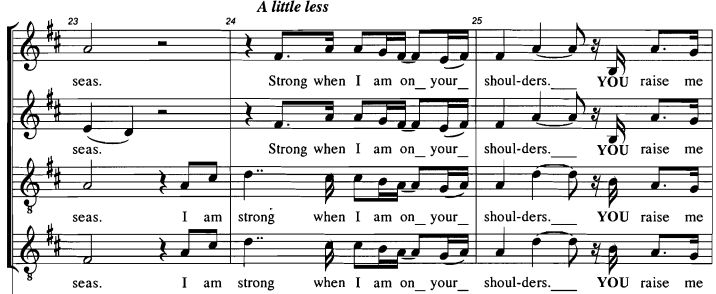 A little less
23 24 25
seas. Strong when I am on_ your_ shoul-ders.___ YOU raise me
seas. Strong when I am on_ your_ shoul-ders.___ YOU raise me
8
seas. I am strong when I am on_ your_ shoul-ders.___ YOU raise me
8
seas. I am strong when I am on_ your_ shoul-ders.___ YOU raise me